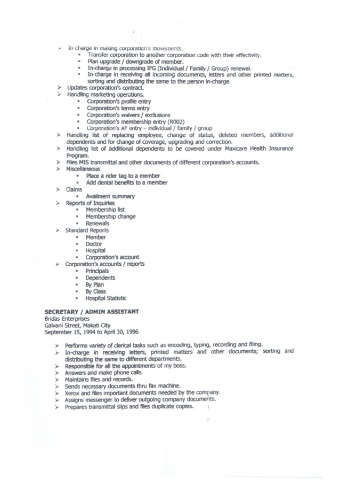 ➢ In charge in making corporation's movements.
▪ Transfer corporation to another corporation code with their effectivity.
▪ Plan upgrade / downgrade of member.
▪ In-charge in processing IFG (Individual / Family / Group) renewal.
▪ In-charge in receiving all incoming documents, letters and other printed matters,
sorting and distributing the same to the person in-charge.
➢ Updates corporation's contract.
➢ Handling marketing operations.
▪ Corporation's profile entry
▪ Corporation's terms entry
▪ Corporation's waivers / exclusions
▪ Corporation's membership entry (R002)
▪ Corporation's AP entry – individual / family / group
➢ Handling list of replacing employee, change of status, deleted members, additional
dependents and for change of coverage, upgrading and correction.
➢ Handling list of additional dependents to be covered under Maxicare Health Insurance
Program.
➢ Files MIS transmittal and other documents of different corporation's accounts.
➢ Miscellaneous
▪ Place a rider tag to a member
▪ Add dental benefits to a member
➢ Claims
▪ Availment summary
➢ Reports of Inquiries
▪ Membership list
▪ Membership change
▪ Renewals
➢ Standard Reports
▪ Member
▪ Doctor
▪ Hospital
▪ Corporation's account
➢ Corporation's accounts / reports
▪ Principals
▪ Dependents
▪ By Plan
▪ By Class
▪ Hospital Statistic
SECRETARY / ADMIN ASSISTANT
Bridas Enterprises
Galvani Street, Makati City
September 15, 1994 to April 30, 1996
➢ Performs variety of clerical tasks such as encoding, typing, recording and filing.
➢ In-charge in receiving letters, printed matters and other documents; sorting and
distributing the same to different departments.
➢ Responsible for all the appointments of my boss.
➢ Answers and make phone calls.
➢ Maintains files and records.
➢ Sends necessary documents thru fax machine.
➢ Xerox and files important documents needed by the company.
➢ Assigns messenger to deliver outgoing company documents.
➢ Prepares transmittal slips and files duplicate copies.